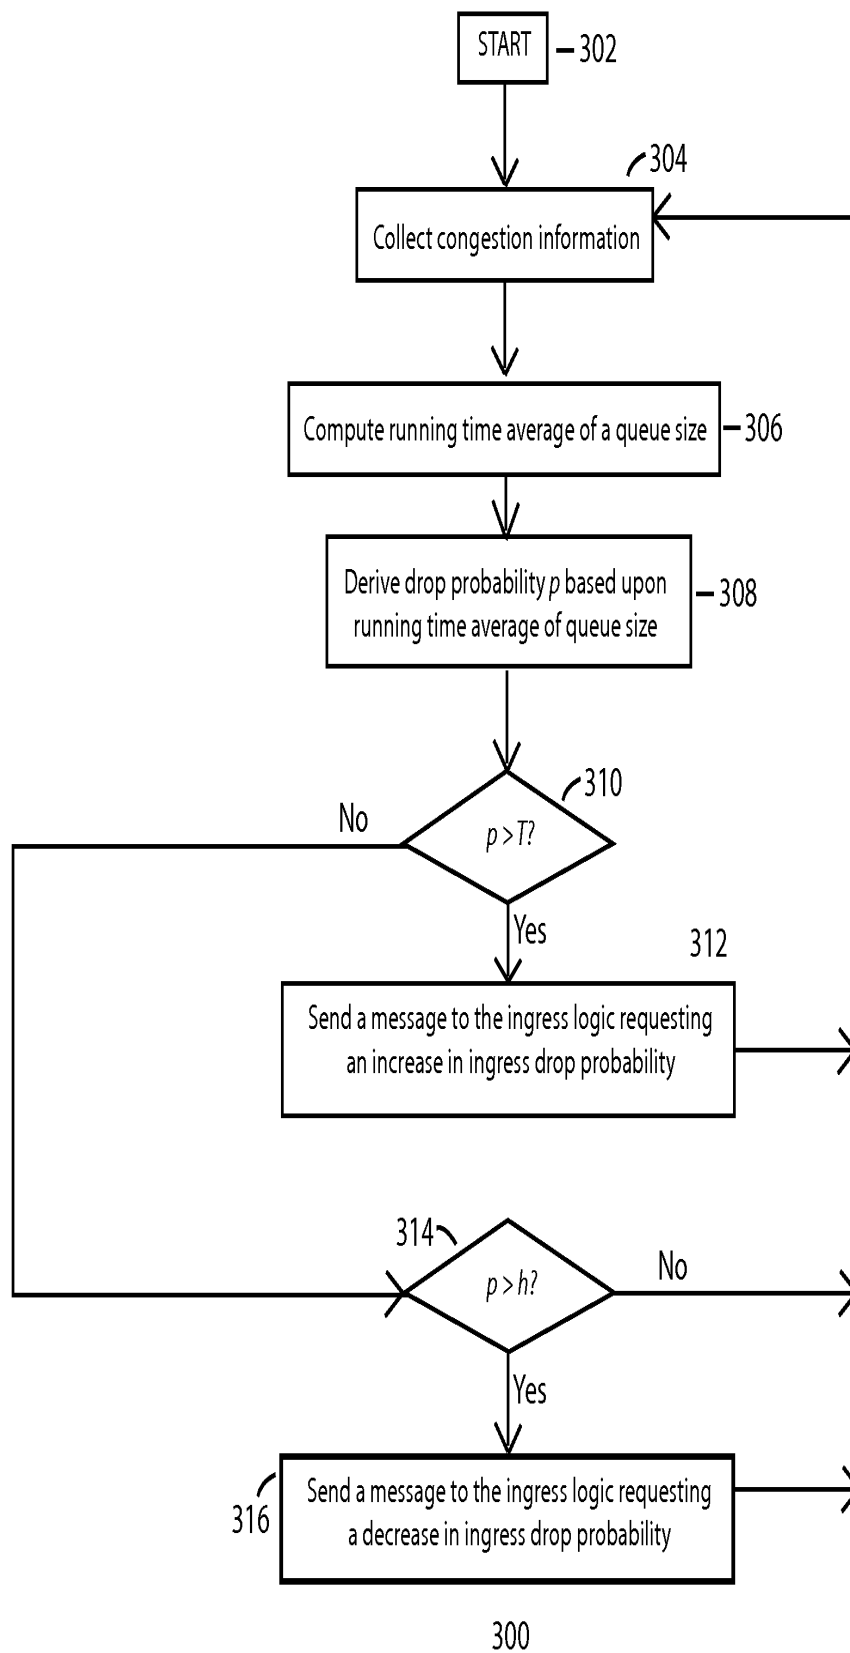 START
302
304
Collect congestion information
Compute running time average of a queue size
306
Derive drop probability p based upon
running time average of queue size
308
310
p > T?
No
Yes
312
Send a message to the ingress logic requesting
an increase in ingress drop probability
314
p > h?
No
Yes
Send a message to the ingress logic requesting
a decrease in ingress drop probability
316
300